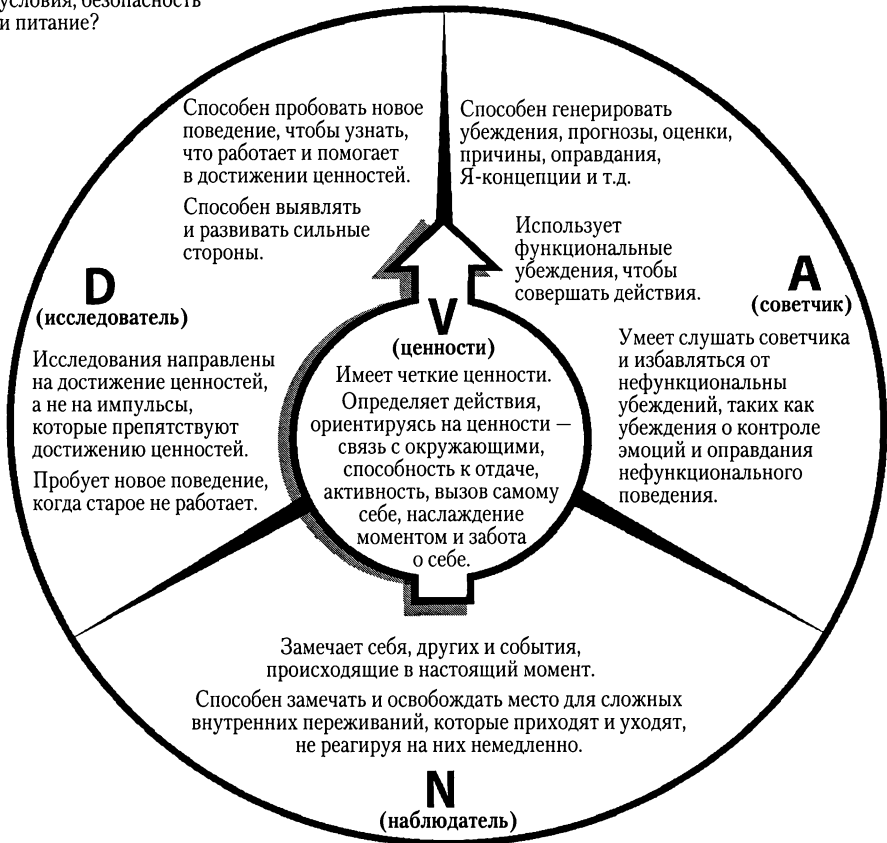 условия, безопасность
и питание?
Способен пробовать новое
поведение, чтобы узнать,
что работает и помогает
в достижении ценностей.
Способен выявлять
и развивать сильные
стороны.
D
(исследователь)
Исследования направлены
на достижение ценностей,
а не на импульсы,
которые препятствуют
достижению ценностей.
Пробует новое поведение,
когда старое не работает.
Способен генерировать
убеждения, прогнозы, оценки,
причины, оправдания,
Я-концепции и т.д.
Использует
функциональные
убеждения, чтобы
совершать действия.
A
(советчик)
Умеет слушать советчика
и избавляться от
нефункциональны
убеждений, таких как
убеждения о контроле
эмоций и оправдания
нефункционального
поведения.
V
(ценности)
Имеет четкие ценности.
Определяет действия,
ориентируясь на ценности —
связь с окружающими,
способность к отдаче,
активность, вызов самому
себе, наслаждение
моментом и забота
о себе.
Замечает себя, других и события,
происходящие в настоящий момент.
Способен замечать и освобождать место для сложных
внутренних переживаний, которые приходят и уходят,
не реагируя на них немедленно.
N
(наблюдатель)